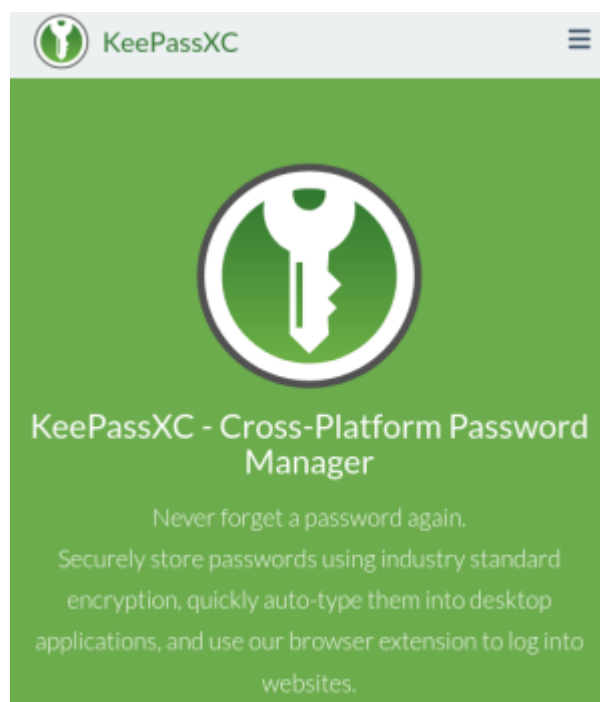 KeePassXC
KeePassXC - Cross-Platform Password
Manager
Never forget a password again.
Securely store passwords using industry standard
encryption, quickly auto-type them into desktop
applications, and use our browser extension to log into
websites.